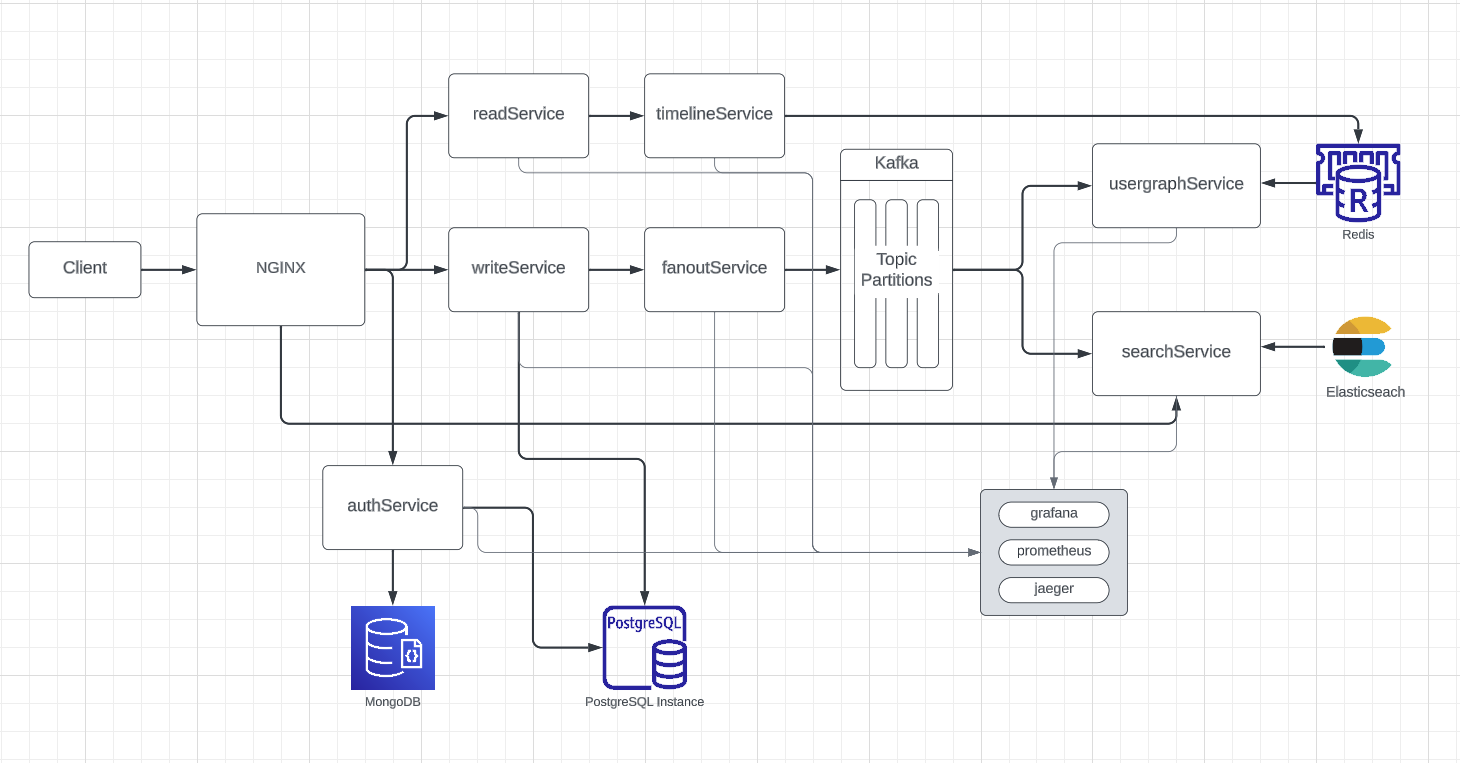 readService
timelineService
Kafka
usergraphService
R
Redis
Client
NGINX
writeService
fanoutService
Topic
Partitions
searchService
Elasticseach
authService
grafana
prometheus
jaeger
{}
MongoDB
PostgreSQL
PostgreSQL Instance